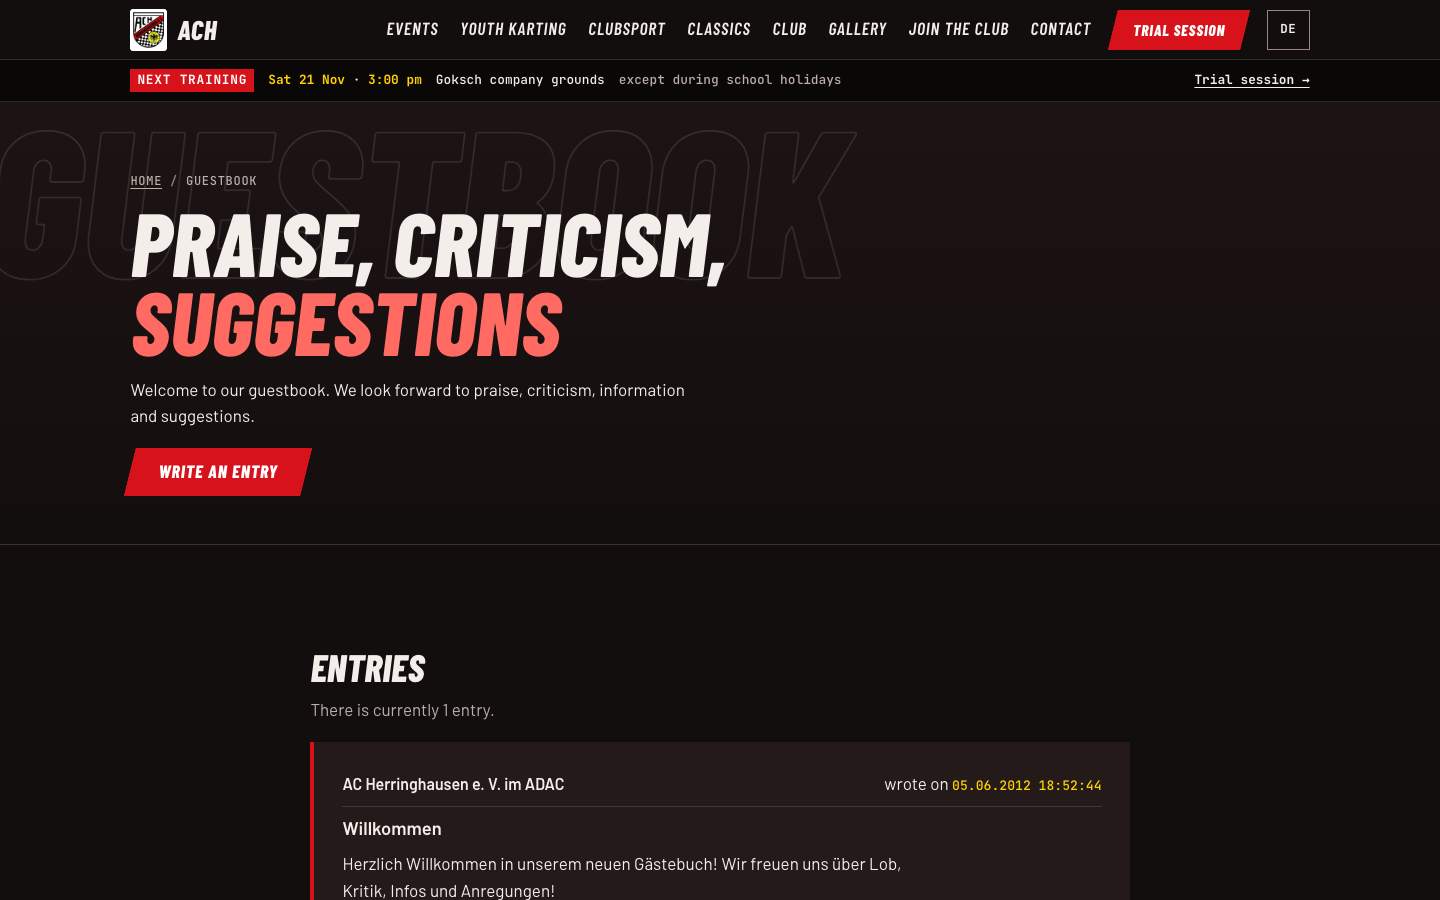 ACH
ACH
EVENTS YOUTH KARTING CLUBSPORT CLASSICS CLUB GALLERY JOIN THE CLUB CONTACT TRIAL SESSION DE
NEXT TRAINING Sat 21 Nov · 3:00 pm Goksch company grounds except during school holidays Trial session →
GUESTBOOK
HOME / GUESTBOOK
PRAISE, CRITICISM,
SUGGESTIONS
Welcome to our guestbook. We look forward to praise, criticism, information
and suggestions.
WRITE AN ENTRY
ENTRIES
There is currently 1 entry.
AC Herringhausen e. V. im ADAC wrote on 05.06.2012 18:52:44
Willkommen
Herzlich Willkommen in unserem neuen Gästebuch! Wir freuen uns über Lob,
Kritik, Infos und Anregungen!